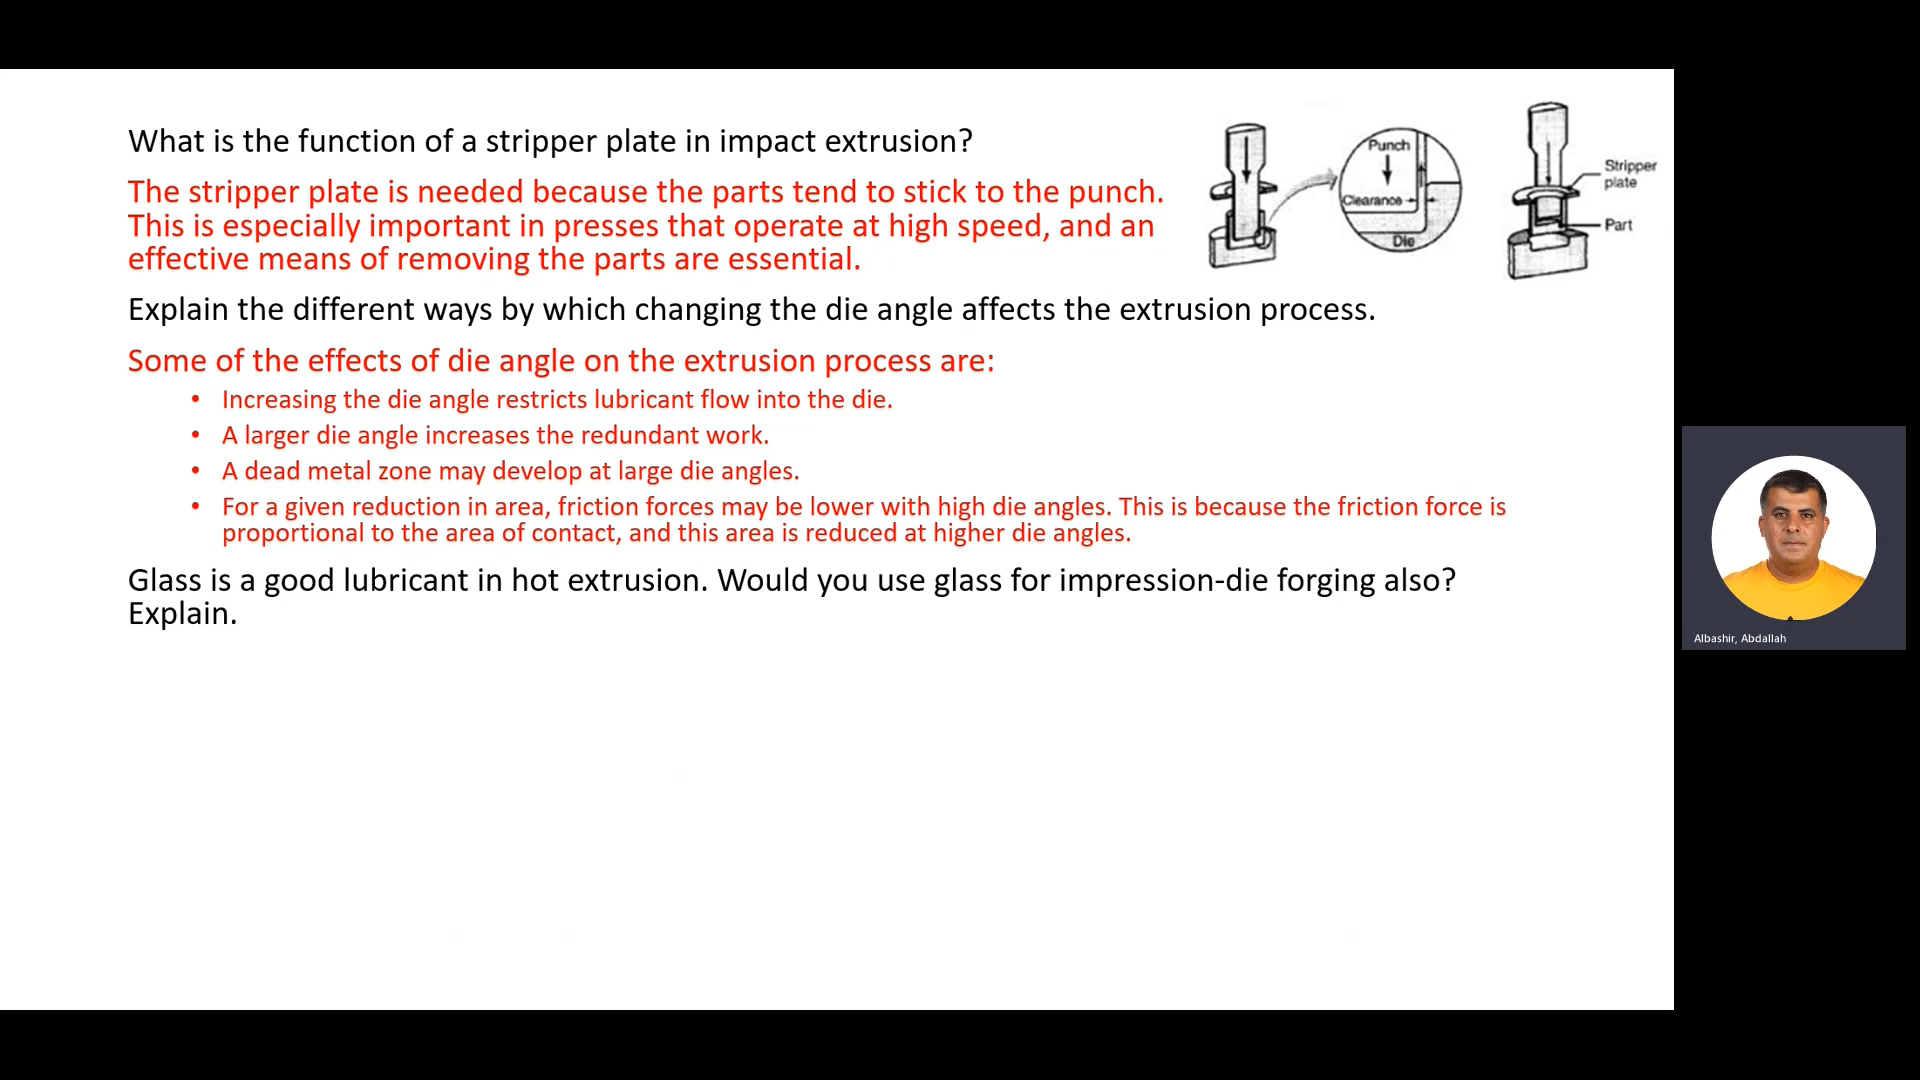 What is the function of a stripper plate in impact extrusion?
The stripper plate is needed because the parts tend to stick to the punch.
This is especially important in presses that operate at high speed, and an
effective means of removing the parts are essential.
Punch
Clearance
Die
Stripper
plate
Part
Explain the different ways by which changing the die angle affects the extrusion process.
Some of the effects of die angle on the extrusion process are:
• Increasing the die angle restricts lubricant flow into the die.
• A larger die angle increases the redundant work.
• A dead metal zone may develop at large die angles.
• For a given reduction in area, friction forces may be lower with high die angles. This is because the friction force is
proportional to the area of contact, and this area is reduced at higher die angles.
Glass is a good lubricant in hot extrusion. Would you use glass for impression-die forging also?
Explain.
Albashir, Abdallah